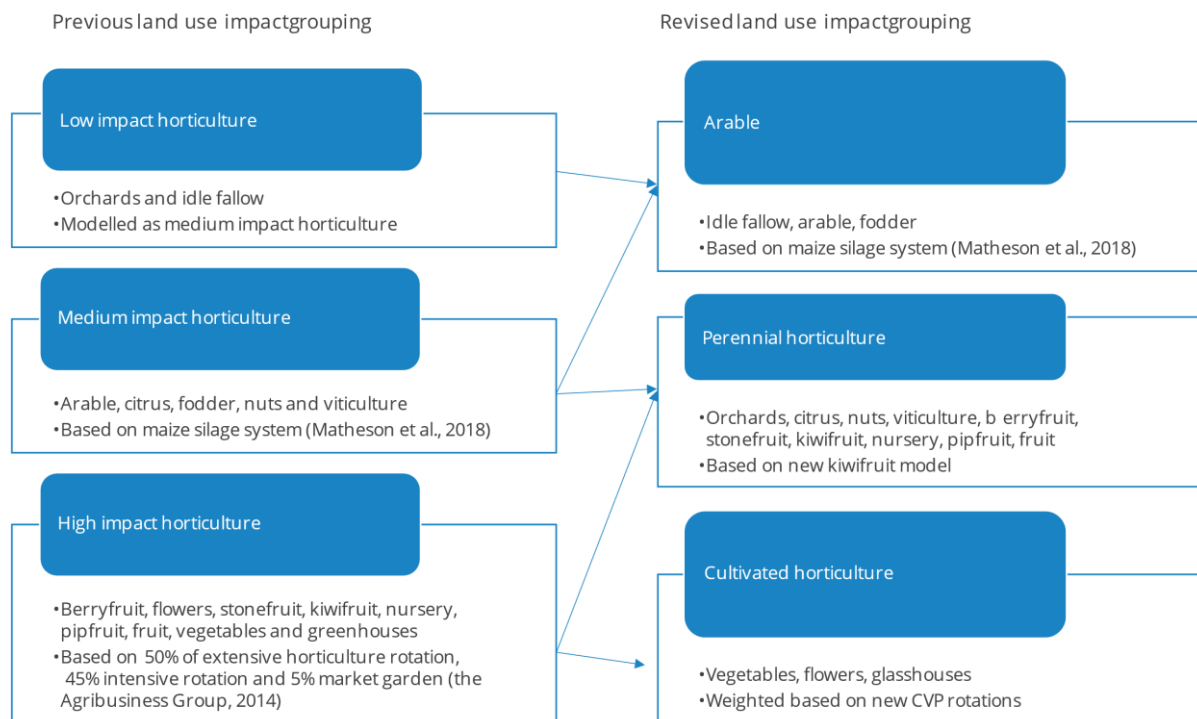 Previous land use impactgrouping
Low impact horticulture
•Orchards and idle fallow
•Modelled as medium impact horticulture
Medium impact horticulture
•Arable, citrus, fodder, nuts and viticulture
•Based on maize silage system (Matheson et al., 2018)
High impact horticulture
•Berryfruit, flowers, stonefruit, kiwifruit, nursery,
pipfruit, fruit, vegetables and greenhouses
•Based on 50% of extensive horticulture rotation,
45% intensive rotation and 5% market garden (the
Agribusiness Group, 2014)
Revised land use impactgrouping
Arable
•Idle fallow, arable, fodder
•Based on maize silage system (Matheson et al., 2018)
Perennial horticulture
•Orchards, citrus, nuts, viticulture, b erryfruit,
stonefruit, kiwifruit, nursery, pipfruit, fruit
•Based on new kiwifruit model
Cultivated horticulture
•Vegetables, flowers, glasshouses
•Weighted based on new CVP rotations